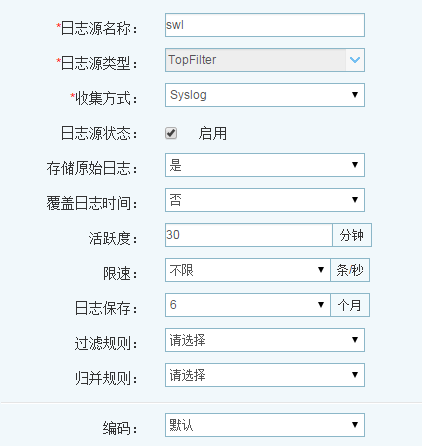 *日志源名称： swl
*日志源类型： TopFilter
*收集方式： Syslog
日志源状态： 启用
存储原始日志： 是
覆盖日志时间： 否
活跃度： 30 分钟
限速： 不限 条/秒
日志保存： 6 个月
过滤规则： 请选择
归并规则： 请选择
编码： 默认